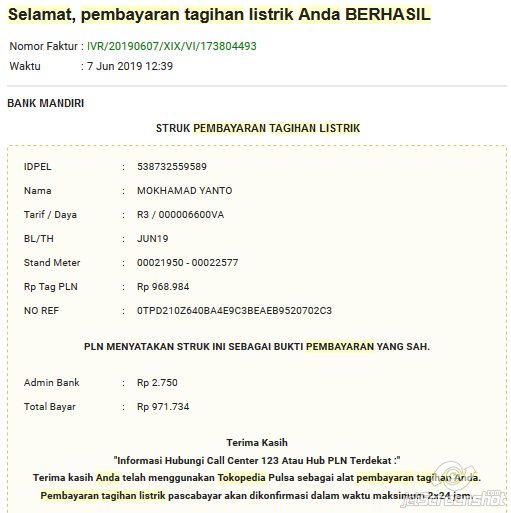 Selamat, pembayaran tagihan listrik Anda BERHASIL
Nomor Faktur : IVR/20190607/XIX/VI/173804493
Waktu : 7 Jun 2019 12:39
BANK MANDIRI
STRUK PEMBAYARAN TAGIHAN LISTRIK
IDPEL : 538732559589
Nama : MOKHAMAD YANTO
Tarif / Daya : R3 / 000006600VA
BL/TH : JUN19
Stand Meter : 00021950 - 00022577
Rp Tag PLN : Rp 968.984
NO REF : 0TPD210Z640BA4E9C3BEAEB9520702C3
PLN MENYATAKAN STRUK INI SEBAGAI BUKTI PEMBAYARAN YANG SAH.
Admin Bank : Rp 2.750
Total Bayar : Rp 971.734
Terima Kasih
"Informasi Hubungi Call Center 123 Atau Hub PLN Terdekat :"
Terima kasih Anda telah menggunakan Tokopedia Pulsa sebagai alat pembayaran tagihan Anda.
Pembayaran tagihan listrik pascabayar akan dikonfirmasi dalam waktu maksimum 2x24 jam.